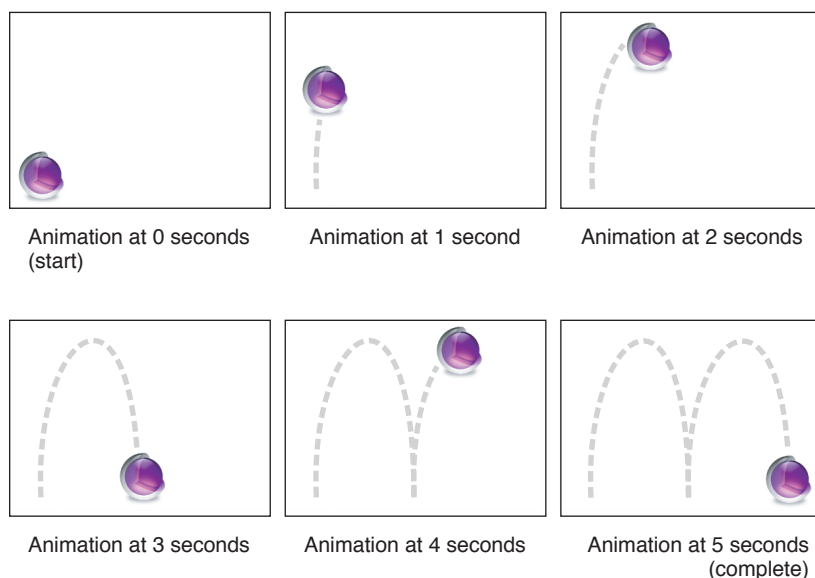 Animation at 0 seconds
(start)
Animation at 1 second
Animation at 2 seconds
Animation at 3 seconds
Animation at 4 seconds
Animation at 5 seconds
(complete)